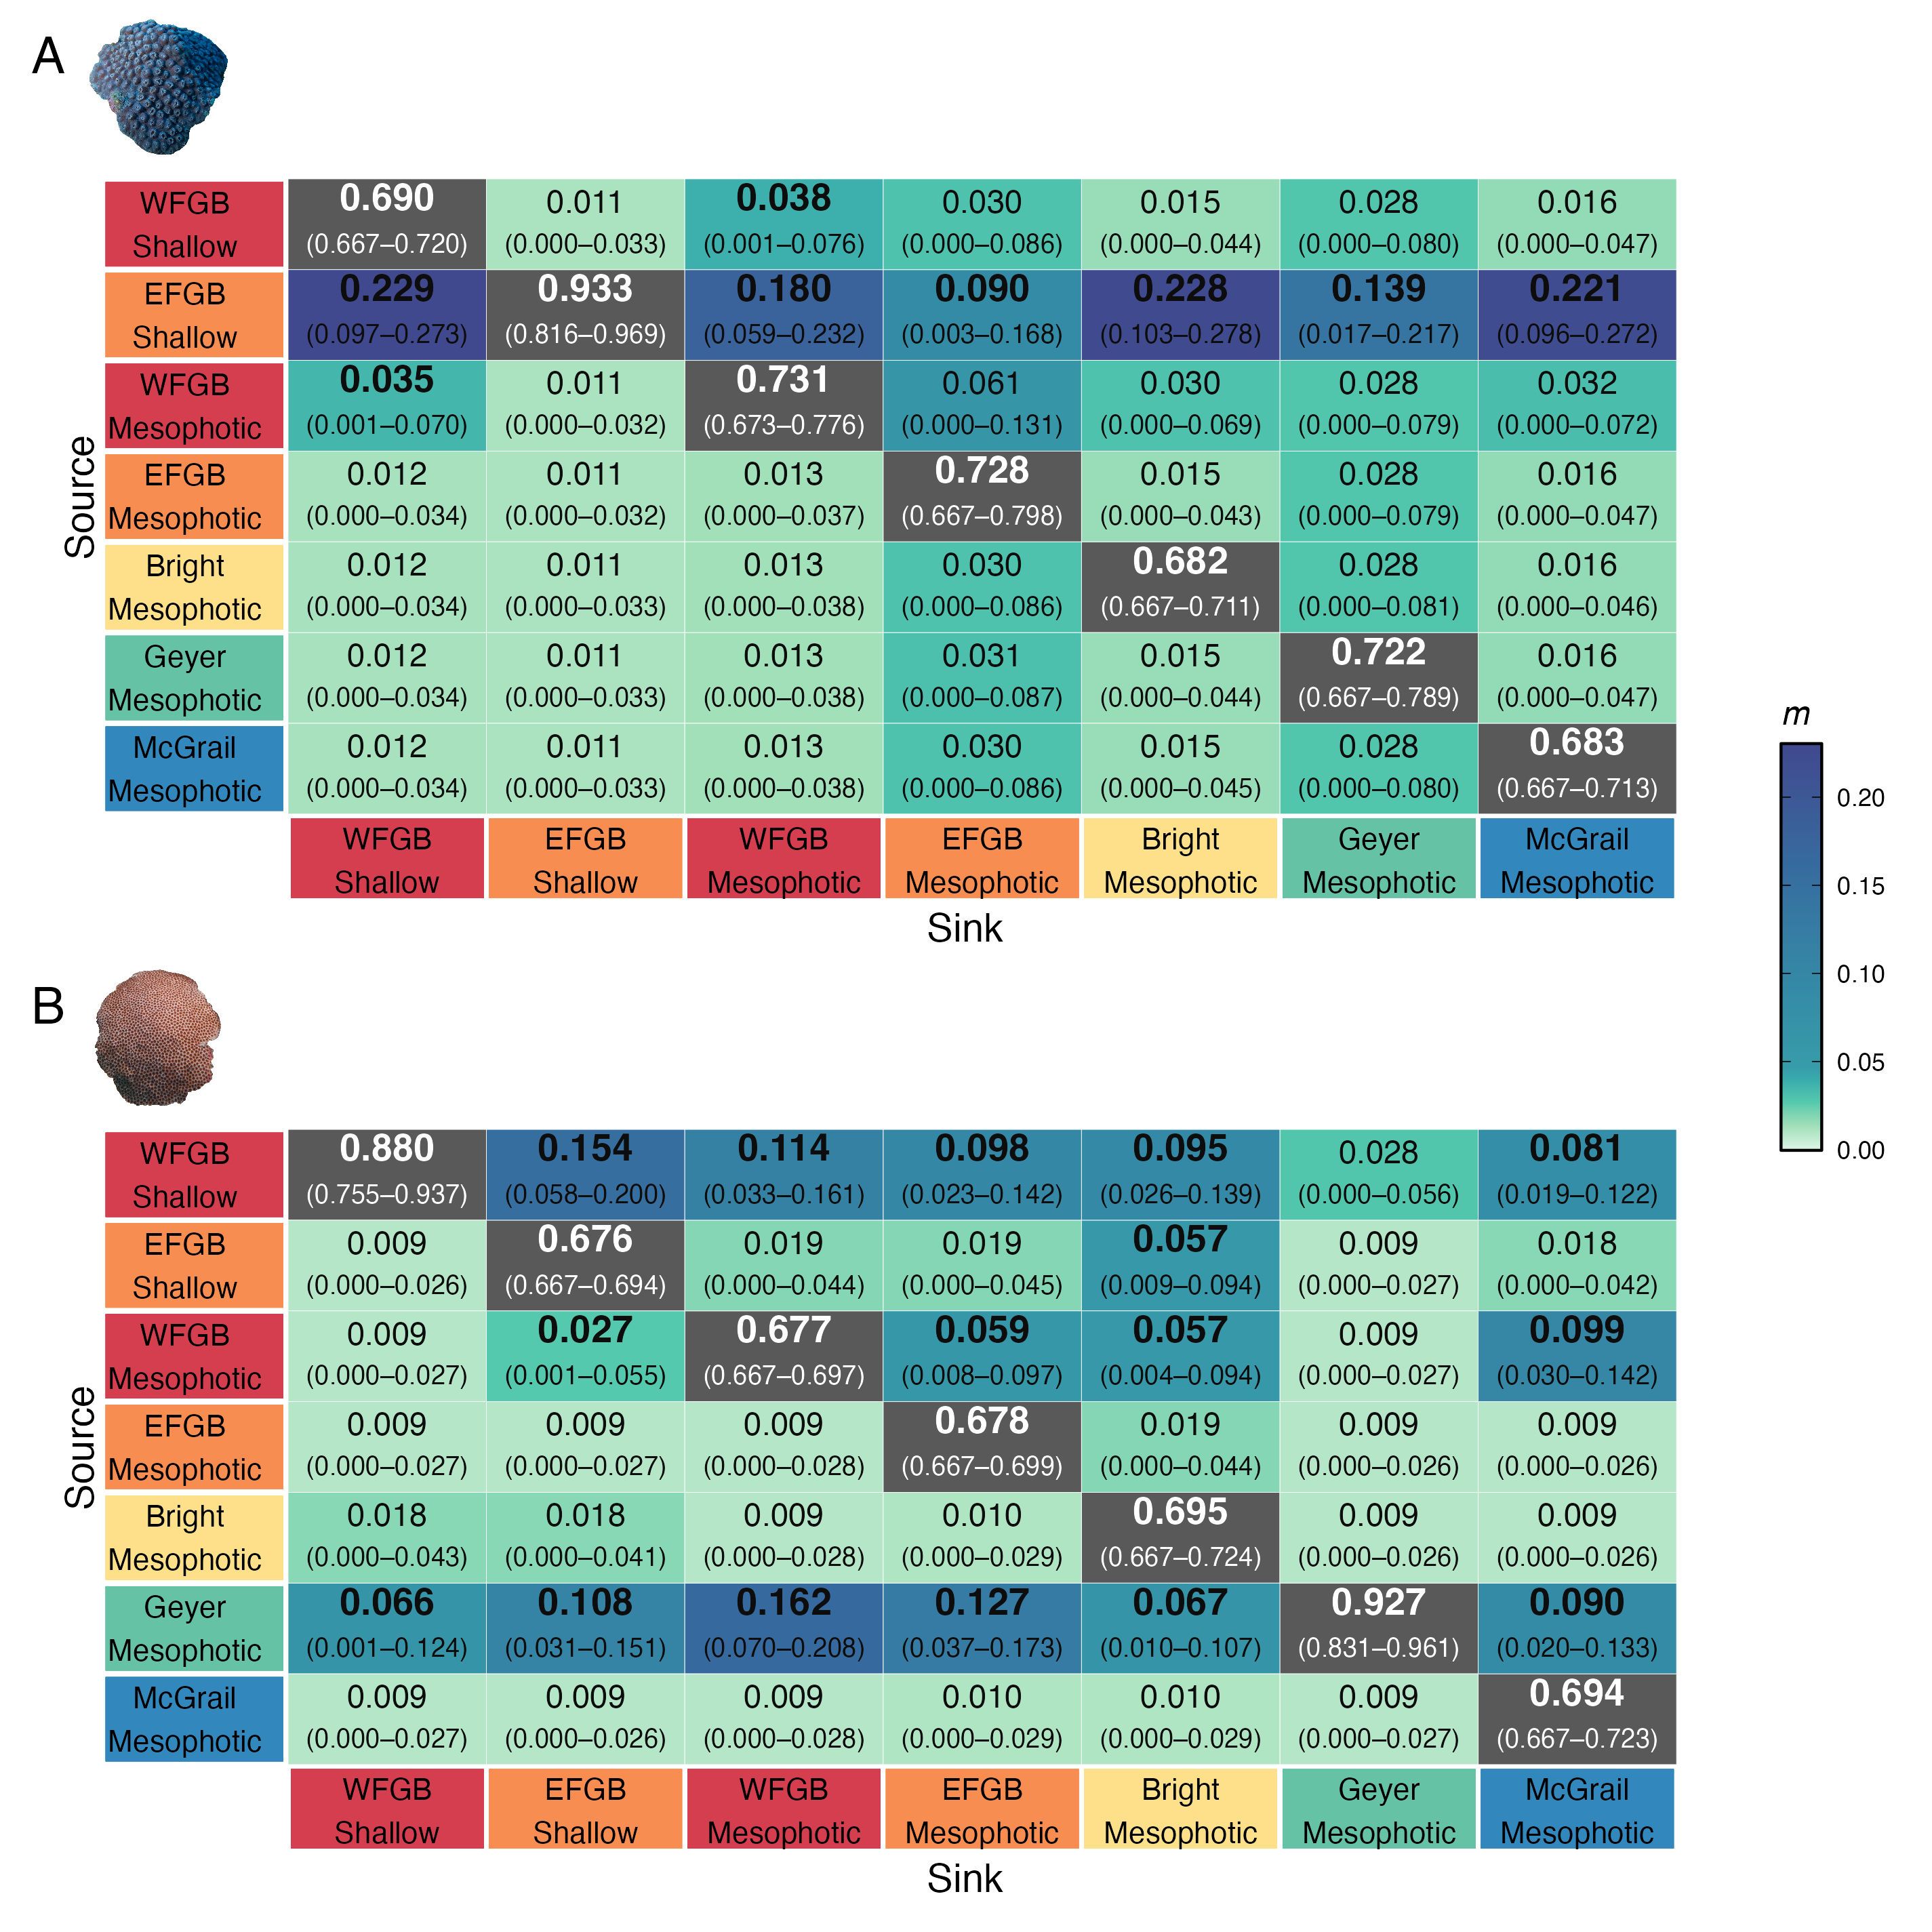 A
WFGB 0.690 0.011 0.038 0.030 0.015 0.028 0.016
Shallow (0.667–0.720) (0.000–0.033) (0.001–0.076) (0.000–0.086) (0.000–0.044) (0.000–0.080) (0.000–0.047)
EFGB 0.229 0.933 0.180 0.090 0.228 0.139 0.221
Shallow (0.097–0.273) (0.816–0.969) (0.059–0.232) (0.003–0.168) (0.103–0.278) (0.017–0.217) (0.096–0.272)
WFGB 0.035 0.011 0.731 0.061 0.030 0.028 0.032
Mesophotic (0.001–0.070) (0.000–0.032) (0.673–0.776) (0.000–0.131) (0.000–0.069) (0.000–0.079) (0.000–0.072)
EFGB 0.012 0.011 0.013 0.728 0.015 0.028 0.016
Mesophotic (0.000–0.034) (0.000–0.032) (0.000–0.037) (0.667–0.798) (0.000–0.043) (0.000–0.079) (0.000–0.047)
Bright 0.012 0.011 0.013 0.030 0.682 0.028 0.016
Mesophotic (0.000–0.034) (0.000–0.033) (0.000–0.038) (0.000–0.086) (0.667–0.711) (0.000–0.081) (0.000–0.046)
Geyer 0.012 0.011 0.013 0.031 0.015 0.722 0.016
Mesophotic (0.000–0.034) (0.000–0.033) (0.000–0.038) (0.000–0.087) (0.000–0.044) (0.667–0.789) (0.000–0.047)
McGrail 0.012 0.011 0.013 0.030 0.015 0.028 0.683
Mesophotic (0.000–0.034) (0.000–0.033) (0.000–0.038) (0.000–0.086) (0.000–0.045) (0.000–0.080) (0.667–0.713)
Source
WFGB EFGB WFGB EFGB Bright Geyer McGrail
Shallow Shallow Mesophotic Mesophotic Mesophotic Mesophotic Mesophotic
Sink
m
0.20
0.15
0.10
0.05
0.00
B
WFGB 0.880 0.154 0.114 0.098 0.095 0.028 0.081
Shallow (0.755–0.937) (0.058–0.200) (0.033–0.161) (0.023–0.142) (0.026–0.139) (0.000–0.056) (0.019–0.122)
EFGB 0.009 0.676 0.019 0.019 0.057 0.009 0.018
Shallow (0.000–0.026) (0.667–0.694) (0.000–0.044) (0.000–0.045) (0.009–0.094) (0.000–0.027) (0.000–0.042)
WFGB 0.009 0.027 0.677 0.059 0.057 0.009 0.099
Mesophotic (0.000–0.027) (0.001–0.055) (0.667–0.697) (0.008–0.097) (0.004–0.094) (0.000–0.027) (0.030–0.142)
EFGB 0.009 0.009 0.009 0.678 0.019 0.009 0.009
Mesophotic (0.000–0.027) (0.000–0.027) (0.000–0.028) (0.667–0.699) (0.000–0.044) (0.000–0.026) (0.000–0.026)
Bright 0.018 0.018 0.009 0.010 0.695 0.009 0.009
Mesophotic (0.000–0.043) (0.000–0.041) (0.000–0.028) (0.000–0.029) (0.667–0.724) (0.000–0.026) (0.000–0.026)
Geyer 0.066 0.108 0.162 0.127 0.067 0.927 0.090
Mesophotic (0.001–0.124) (0.031–0.151) (0.070–0.208) (0.037–0.173) (0.010–0.107) (0.831–0.961) (0.020–0.133)
McGrail 0.009 0.009 0.009 0.010 0.010 0.009 0.694
Mesophotic (0.000–0.027) (0.000–0.026) (0.000–0.028) (0.000–0.029) (0.000–0.029) (0.000–0.027) (0.667–0.723)
Source
WFGB EFGB WFGB EFGB Bright Geyer McGrail
Shallow Shallow Mesophotic Mesophotic Mesophotic Mesophotic Mesophotic
Sink